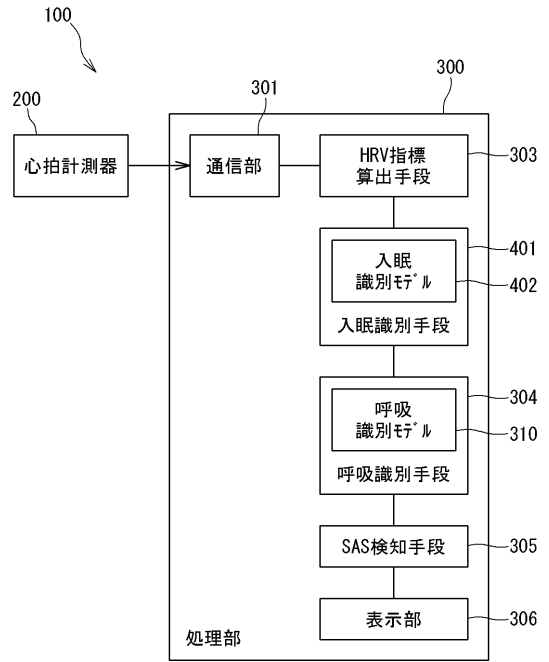 100
200
心拍計測器
301
通信部
300
HRV指標
算出手段
303
入眠
識別ﾓﾃﾞﾙ
入眠識別手段
401
402
呼吸
識別ﾓﾃﾞﾙ
呼吸識別手段
304
310
SAS検知手段
305
表示部
306
処理部